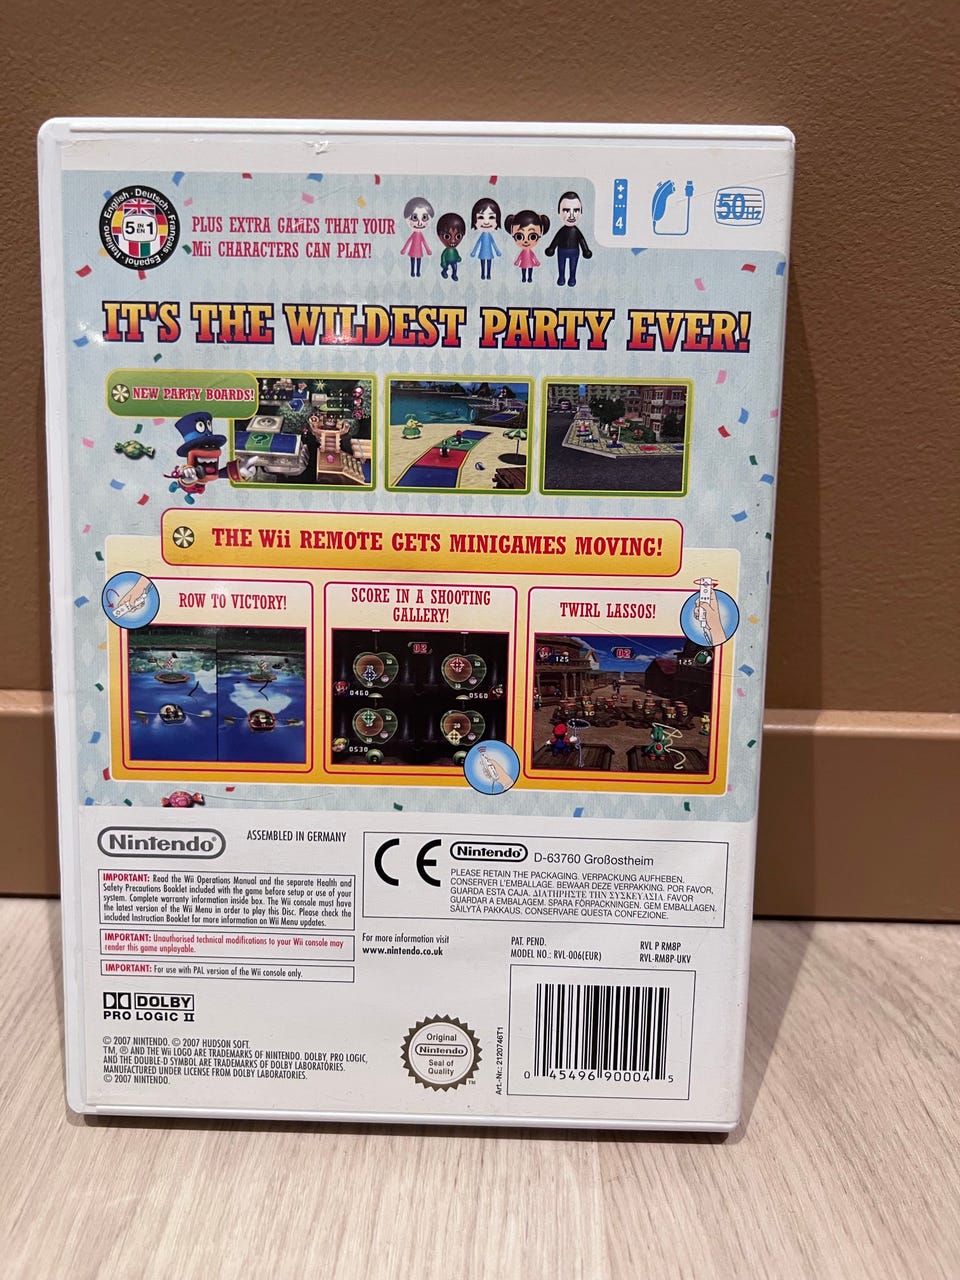 English · Deutsch · Français · Español · Italiano
5 IN EN 1
PLUS EXTRA GAMES THAT YOUR
Mii CHARACTERS CAN PLAY!
4
50Hz
IT'S THE WILDEST PARTY EVER!
NEW PARTY BOARDS!
THE Wii REMOTE GETS MINIGAMES MOVING!
ROW TO VICTORY!
SCORE IN A SHOOTING
GALLERY!
TWIRL LASSOS!
02
0460
0560
0530
125
02
125
Nintendo®
ASSEMBLED IN GERMANY
IMPORTANT: Read the Wii Operations Manual and the separate Health and
Safety Precautions Booklet included with the game before setup or use of your
system. Complete warranty information inside box. The Wii console must have
the latest version of the Wii Menu in order to play this Disc. Please check the
included Instruction Booklet for more information on Wii Menu updates.
IMPORTANT: Unauthorised technical modifications to your Wii console may
render this game unplayable.
IMPORTANT: For use with PAL version of the Wii console only.
CE
Nintendo®
D-63760 Großostheim
PLEASE RETAIN THE PACKAGING. VERPACKUNG AUFHEBEN.
CONSERVER L'EMBALLAGE. BEWAAR DEZE VERPAKKING. POR FAVOR,
GUARDA ESTA CAJA. ΔΙΑΤΗΡΗΣΤΕ ΤΗΝ ΣΥΣΚΕΥΑΣΙΑ. FAVOR
GUARDAR A EMBALAGEM. SPARA FÖRPACKNINGEN. GEM EMBALLAGEN.
SÄILYTÄ PAKKAUS. CONSERVARE QUESTA CONFEZIONE.
For more information visit
www.nintendo.co.uk
PAT. PEND.
MODEL NO.: RVL-006(EUR)
RVL P RM8P
RVL-RM8P-UKV
DOLBY
PRO LOGIC II
© 2007 NINTENDO. © 2007 HUDSON SOFT.
TM, ® AND THE Wii LOGO ARE TRADEMARKS OF NINTENDO. DOLBY, PRO LOGIC,
AND THE DOUBLE-D SYMBOL ARE TRADEMARKS OF DOLBY LABORATORIES.
MANUFACTURED UNDER LICENSE FROM DOLBY LABORATORIES.
© 2007 NINTENDO.
Original
Nintendo
Seal of
Quality
TM
Art.-Nr.: 2120746T1
0 45496 90004 5